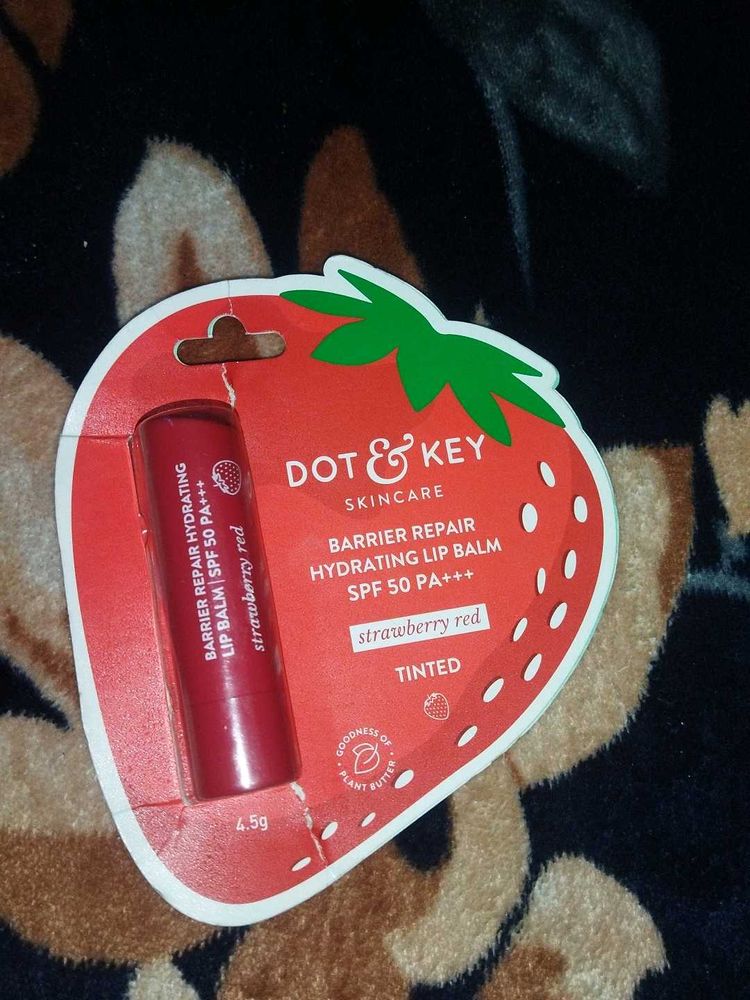 DOT & KEY
SKINCARE
BARRIER REPAIR
HYDRATING LIP BALM
SPF 50 PA+++
strawberry red
TINTED
GOODNESS OF
PLANT BUTTER
4.5g
BARRIER REPAIR HYDRATING
LIP BALM | SPF 50 PA+++
strawberry red